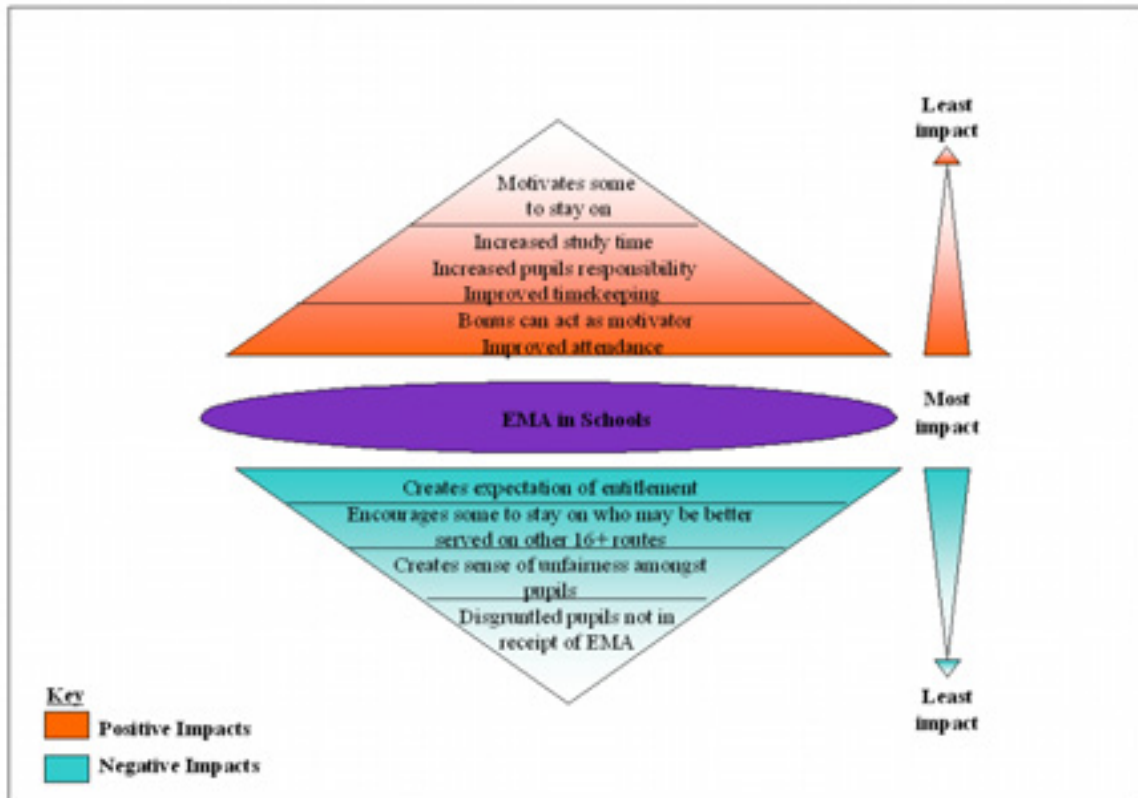 Least
impact
Motivates some
to stay on
Increased study time
Increased pupils responsibility
Improved timekeeping
Bonus can act as motivator
Improved attendance
EMA in Schools
Most
impact
Creates expectation of entitlement
Encourages some to stay on who may be better
served on other 16+ routes
Creates sense of unfairness amongst
pupils
Disgruntled pupils not in
receipt of EMA
Least
impact
Key
Positive Impacts
Negative Impacts